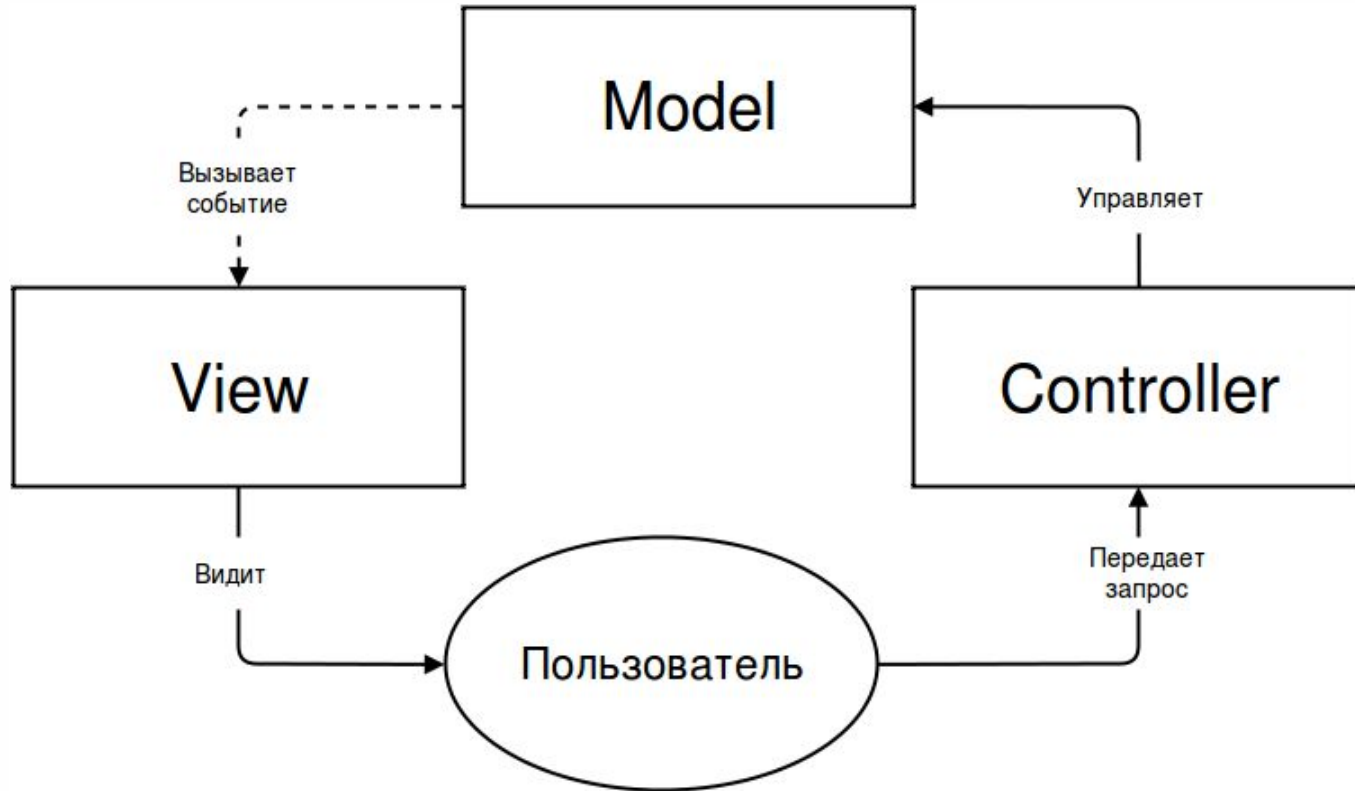 Model
Вызывает
событие
Управляет
View
Controller
Видит
Передает
запрос
Пользователь